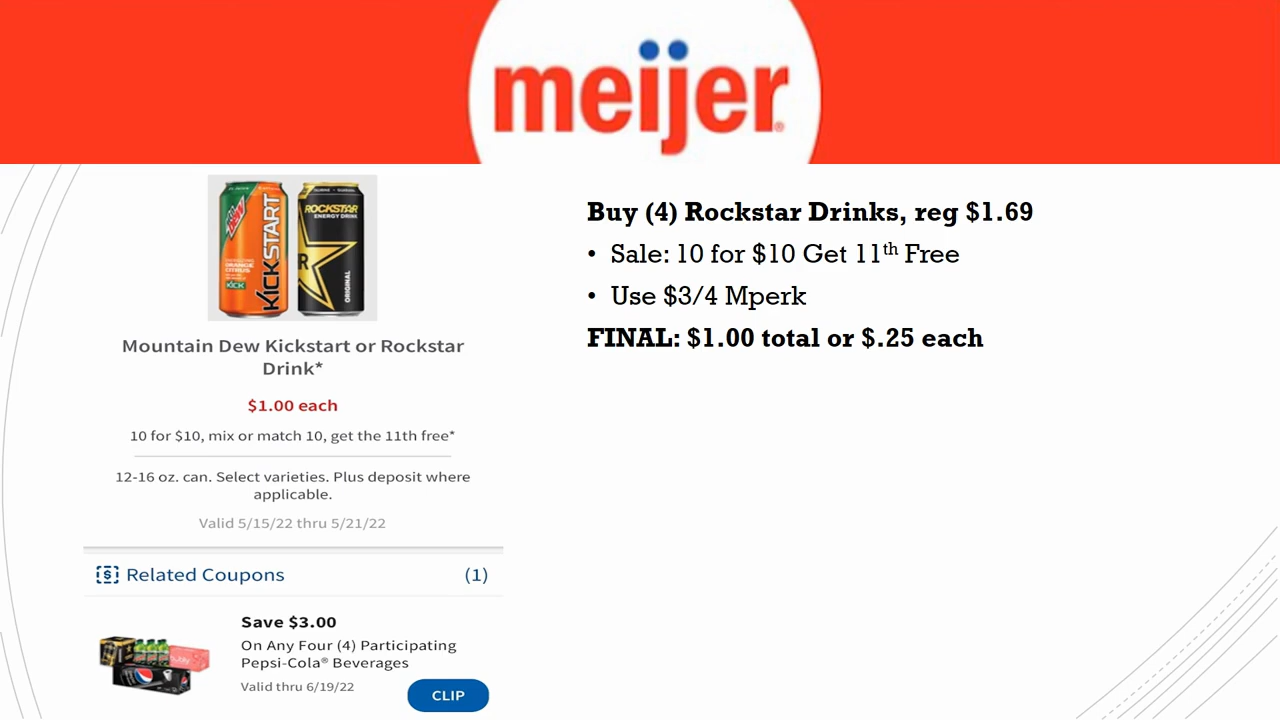 meijer
DEW
KICKSTART
ORANGE
CITRUS
KICK
ROCKSTAR
ENERGY DRINK
R
ORIGINAL
Mountain Dew Kickstart or Rockstar
Drink*
$1.00 each
10 for $10, mix or match 10, get the 11th free*
12-16 oz. can. Select varieties. Plus deposit where
applicable.
Valid 5/15/22 thru 5/21/22
Related Coupons (1)
Save $3.00
On Any Four (4) Participating
Pepsi-Cola® Beverages
Valid thru 6/19/22
CLIP
Buy (4) Rockstar Drinks, reg $1.69
• Sale: 10 for $10 Get 11th Free
• Use $3/4 Mperk
FINAL: $1.00 total or $.25 each